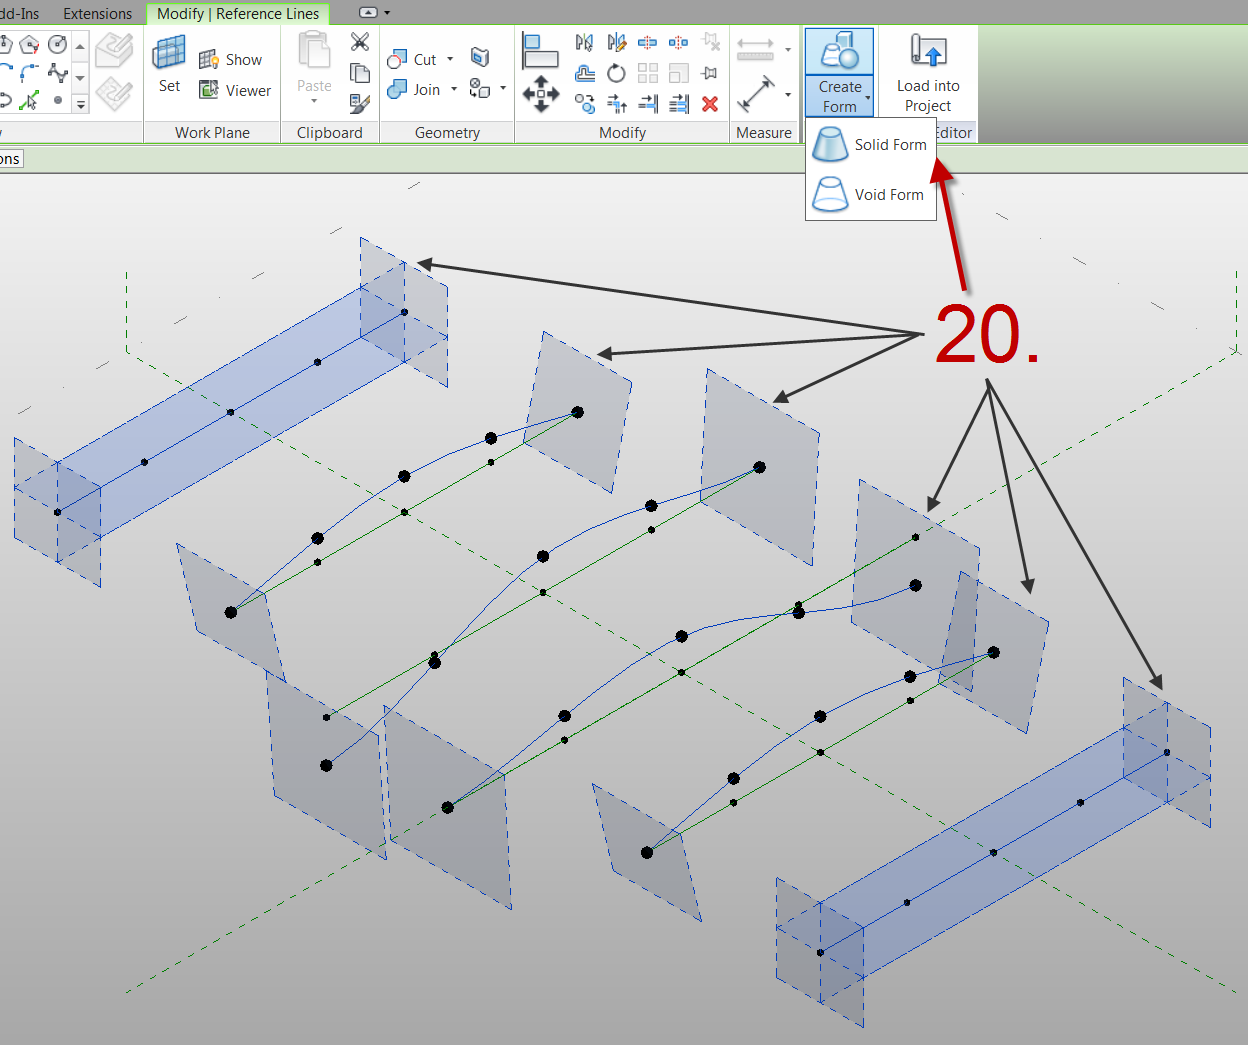 dd-Ins Extensions Modify | Reference Lines
Set
Show
Viewer
Paste
Cut
Join
Create
Form
Load into
Project
Work Plane Clipboard Geometry Modify Measure Editor
ons
Solid Form
Void Form
20.